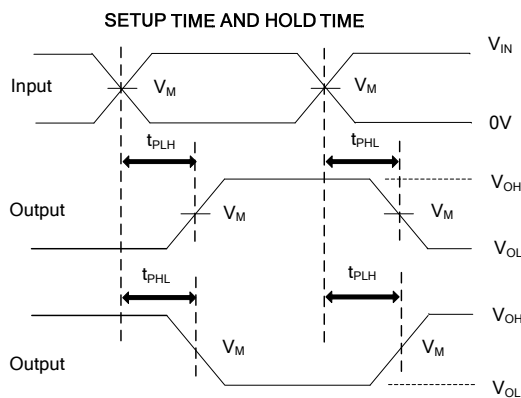 SETUP TIME AND HOLD TIME
V_IN
Input
V_M
V_M
0V
t_PLH
t_PHL
V_OH
Output
V_M
V_M
V_OL
t_PHL
t_PLH
V_OH
V_M
V_M
Output
V_OL